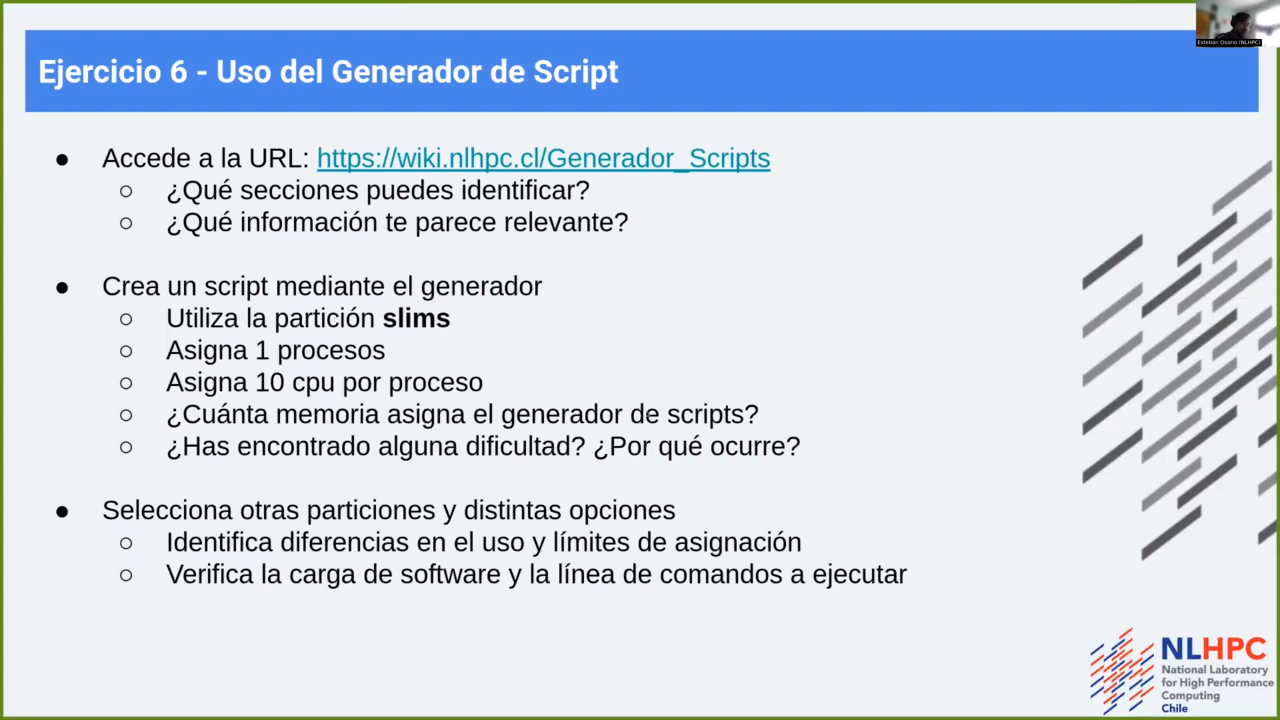 Esteban Osorio (NLHPC)
Ejercicio 6 - Uso del Generador de Script
● Accede a la URL: https://wiki.nlhpc.cl/Generador_Scripts
○ ¿Qué secciones puedes identificar?
○ ¿Qué información te parece relevante?
● Crea un script mediante el generador
○ Utiliza la partición slims
○ Asigna 1 procesos
○ Asigna 10 cpu por proceso
○ ¿Cuánta memoria asigna el generador de scripts?
○ ¿Has encontrado alguna dificultad? ¿Por qué ocurre?
● Selecciona otras particiones y distintas opciones
○ Identifica diferencias en el uso y límites de asignación
○ Verifica la carga de software y la línea de comandos a ejecutar
NLHPC
National Laboratory
for High Performance
Computing
Chile